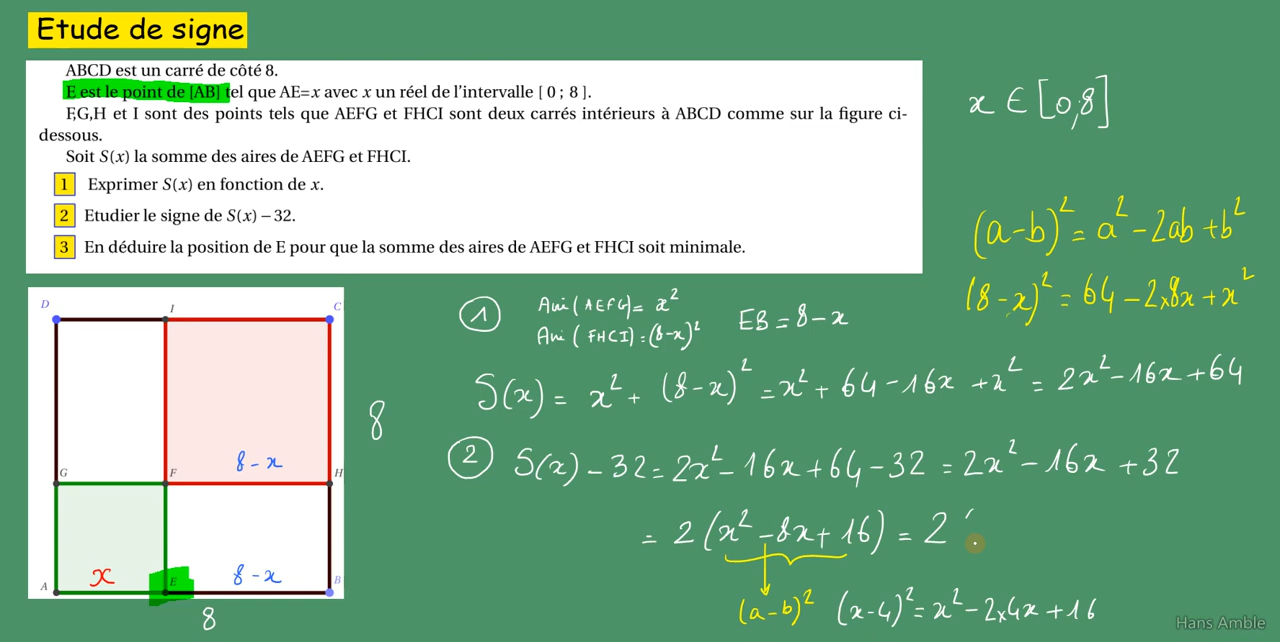 Etude de signe
ABCD est un carré de côté 8.
E est le point de [AB] tel que AE=x avec x un réel de l'intervalle [ 0 ; 8 ].
F,G,H et I sont des points tels que AEFG et FHCI sont deux carrés intérieurs à ABCD comme sur la figure ci-
dessous.
Soit S(x) la somme des aires de AEFG et FHCI.
1 Exprimer S(x) en fonction de x.
2 Etudier le signe de S(x) − 32.
3 En déduire la position de E pour que la somme des aires de AEFG et FHCI soit minimale.
x ∈ [0;8]
(a-b)² = a² - 2ab + b²
(8-x)² = 64 - 2×8x + x²
D I C
8
G F 8-x H
A x E 8-x B
8
1 Aire(AEFG) = x²
Aire(FHCI) = (8-x)² EB = 8-x
S(x) = x² + (8-x)² = x² + 64 - 16x + x² = 2x² - 16x + 64
2 S(x) - 32 = 2x² - 16x + 64 - 32 = 2x² - 16x + 32
= 2(x² - 8x + 16) = 2
(a-b)² (x-4)² = x² - 2×4x + 16
Hans Amble